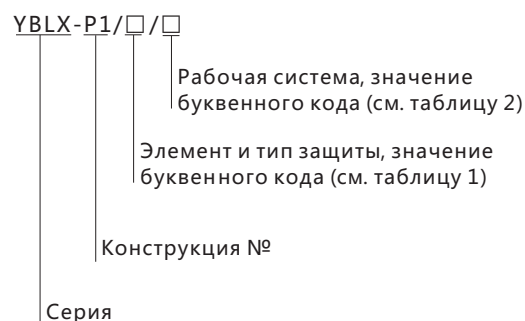 YBLX-P1/□/□
Рабочая система, значение
буквенного кода (см. таблицу 2)
Элемент и тип защиты, значение
буквенного кода (см. таблицу 1)
Конструкция №
Серия